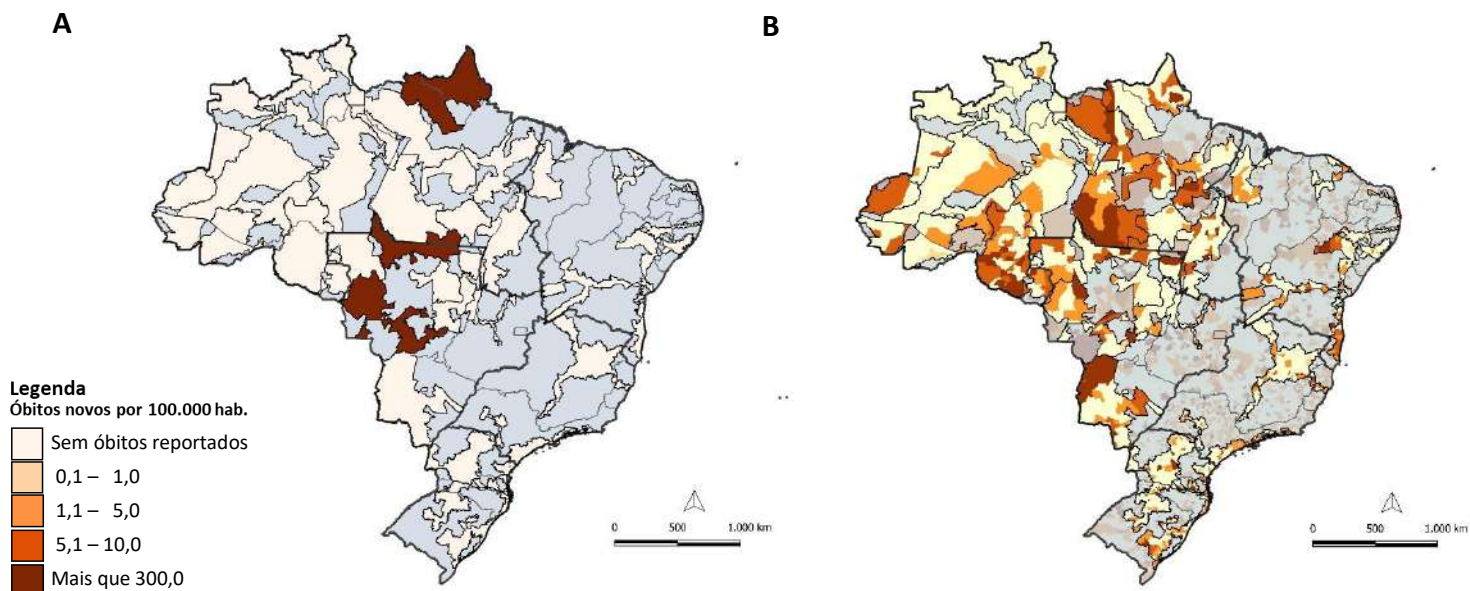 A
B
Legenda
Óbitos novos por 100.000 hab.
Sem óbitos reportados
0,1 – 1,0
1,1 – 5,0
5,1 – 10,0
Mais que 300,0
0 500 1.000 km
0 500 1.000 km